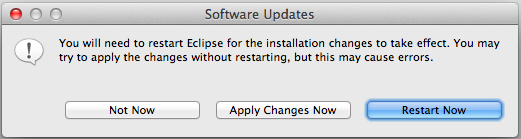 Software Updates
You will need to restart Eclipse for the installation changes to take effect. You may
try to apply the changes without restarting, but this may cause errors.
Not Now
Apply Changes Now
Restart Now